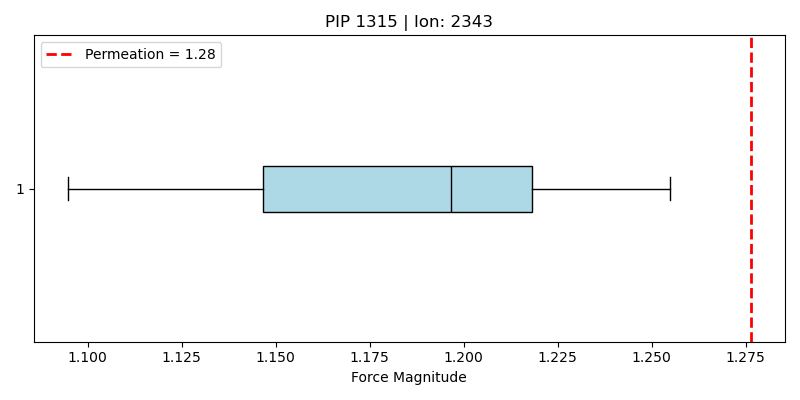 PIP 1315 | Ion: 2343
Permeation = 1.28
1
1.100 1.125 1.150 1.175 1.200 1.225 1.250 1.275
Force Magnitude